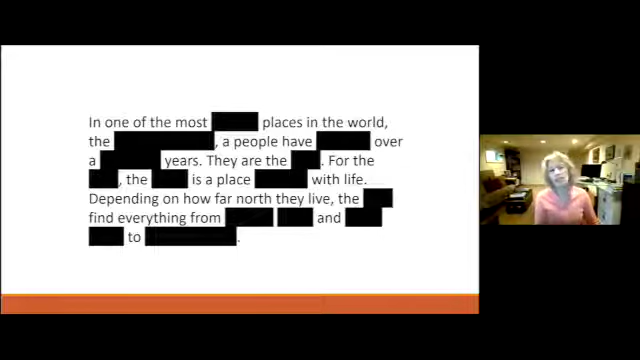 In one of the most places in the world,
the , a people have over
a years. They are the . For the
, the is a place with life.
Depending on how far north they live, the
find everything from and
to .